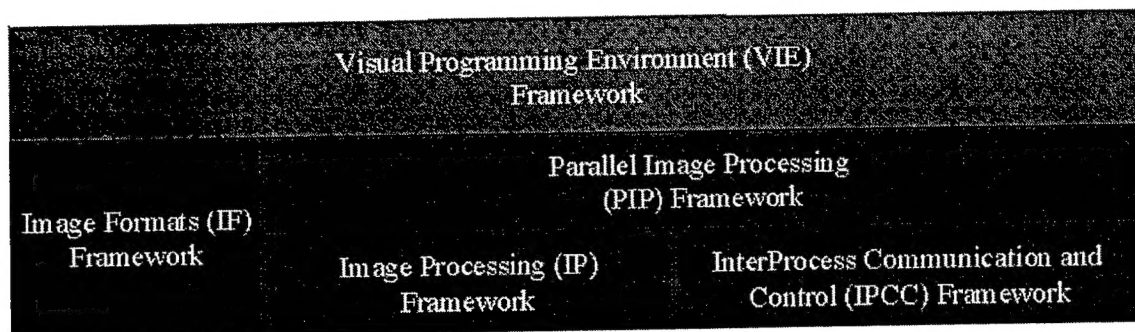 Visual Programming Environment (VIE)
Framework
Parallel Image Processing
(PIP) Framework
Image Formats (IF)
Framework
Image Processing (IP)
Framework
InterProcess Communication and
Control (IPCC) Framework